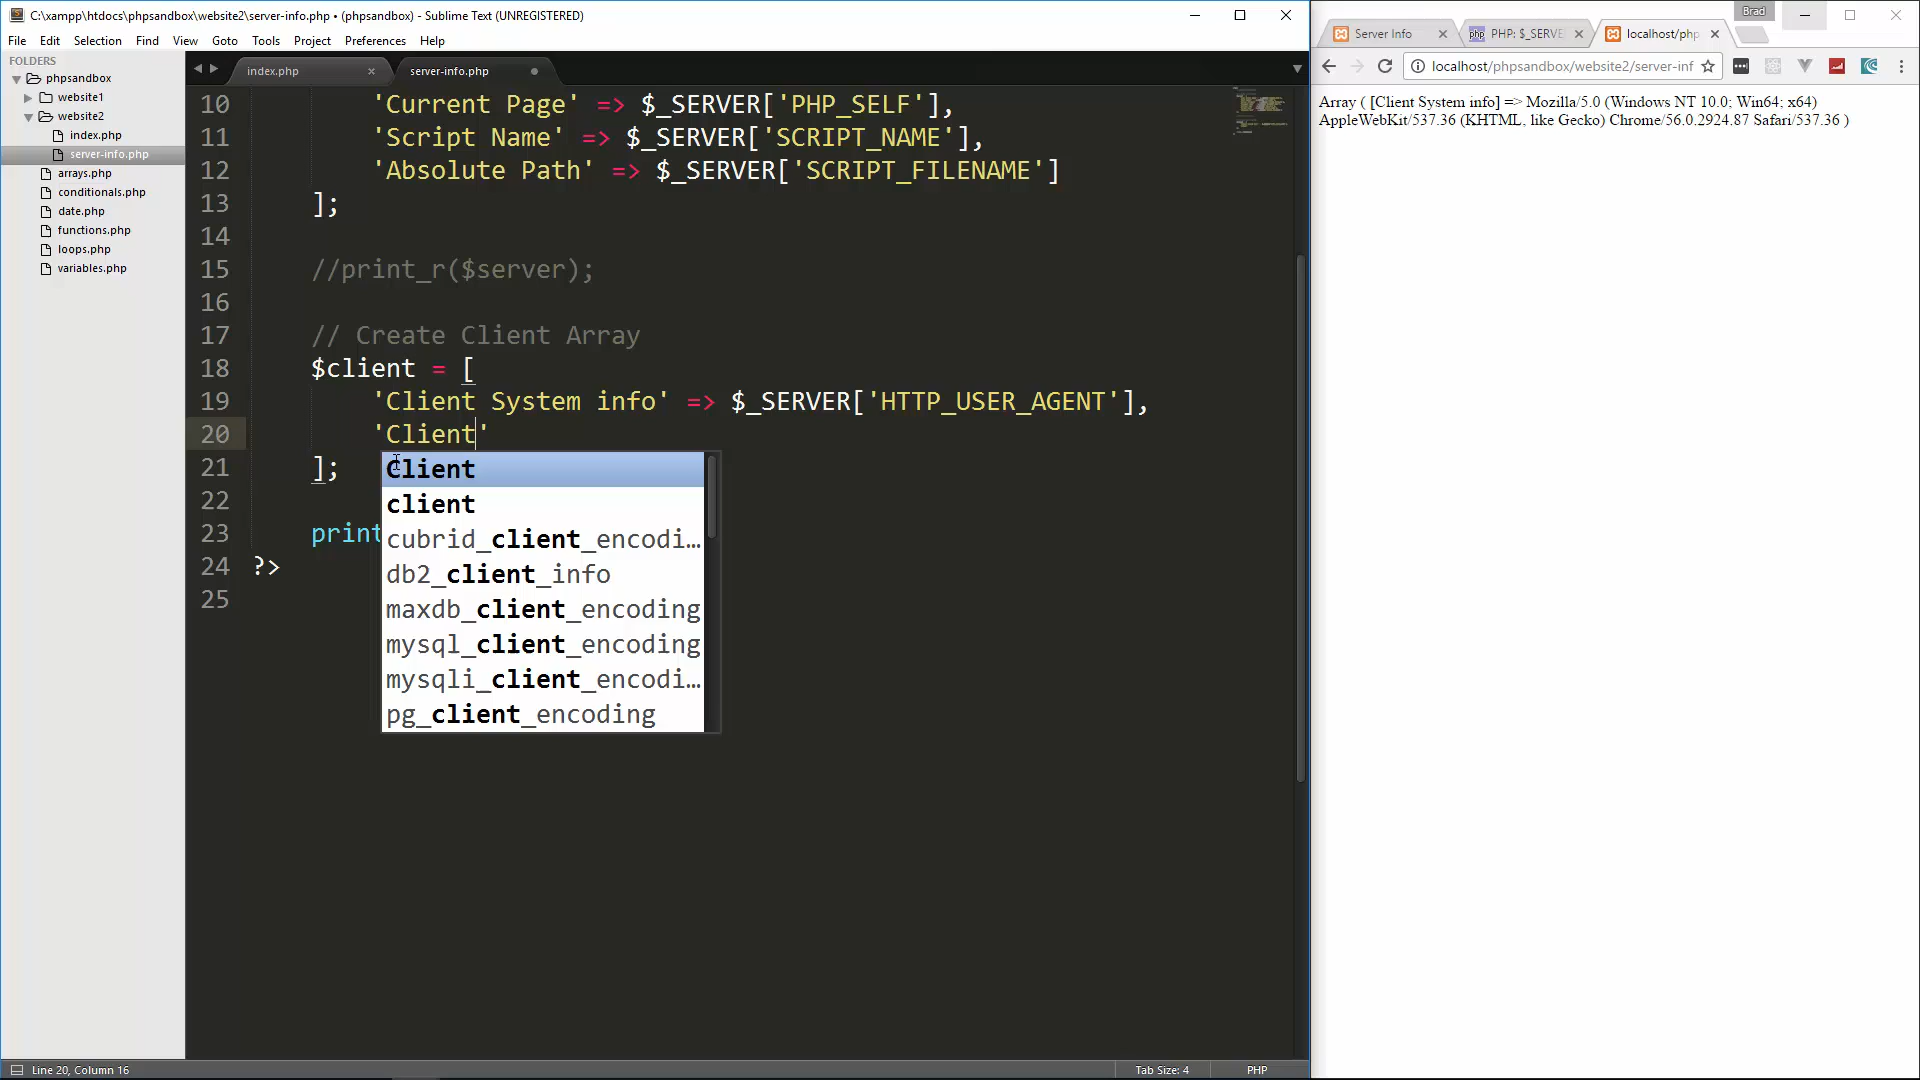 C:\xampp\htdocs\phpsandbox\website2\server-info.php • (phpsandbox) - Sublime Text (UNREGISTERED)
File Edit Selection Find View Goto Tools Project Preferences Help
FOLDERS
phpsandbox
website1
website2
index.php
server-info.php
arrays.php
conditionals.php
date.php
functions.php
loops.php
variables.php
index.php
server-info.php
10 'Current Page' => $_SERVER['PHP_SELF'],
11 'Script Name' => $_SERVER['SCRIPT_NAME'],
12 'Absolute Path' => $_SERVER['SCRIPT_FILENAME']
13 ];
14
15 //print_r($server);
16
17 // Create Client Array
18 $client = [
19 'Client System info' => $_SERVER['HTTP_USER_AGENT'],
20 'Client'
21 ];
22
23 print
24 ?>
25
Client
client
cubrid_client_encodi…
db2_client_info
maxdb_client_encoding
mysql_client_encoding
mysqli_client_encodi…
pg_client_encoding
Line 20, Column 16
Tab Size: 4
PHP
Brad
Server Info
php PHP: $_SERVE
localhost/php
localhost/phpsandbox/website2/server-inf
Array ( [Client System info] => Mozilla/5.0 (Windows NT 10.0; Win64; x64)
AppleWebKit/537.36 (KHTML, like Gecko) Chrome/56.0.2924.87 Safari/537.36 )